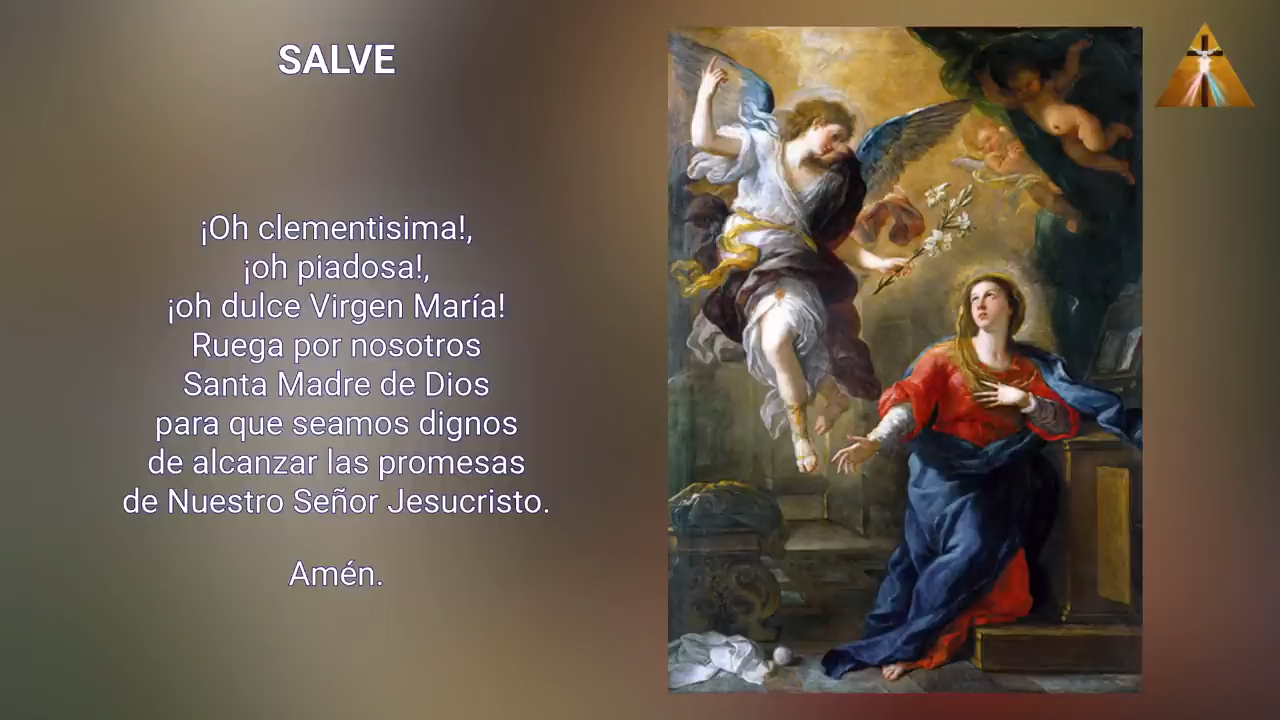 SALVE
¡Oh clementisima!,
¡oh piadosa!,
¡oh dulce Virgen María!
Ruega por nosotros
Santa Madre de Dios
para que seamos dignos
de alcanzar las promesas
de Nuestro Señor Jesucristo.
Amén.